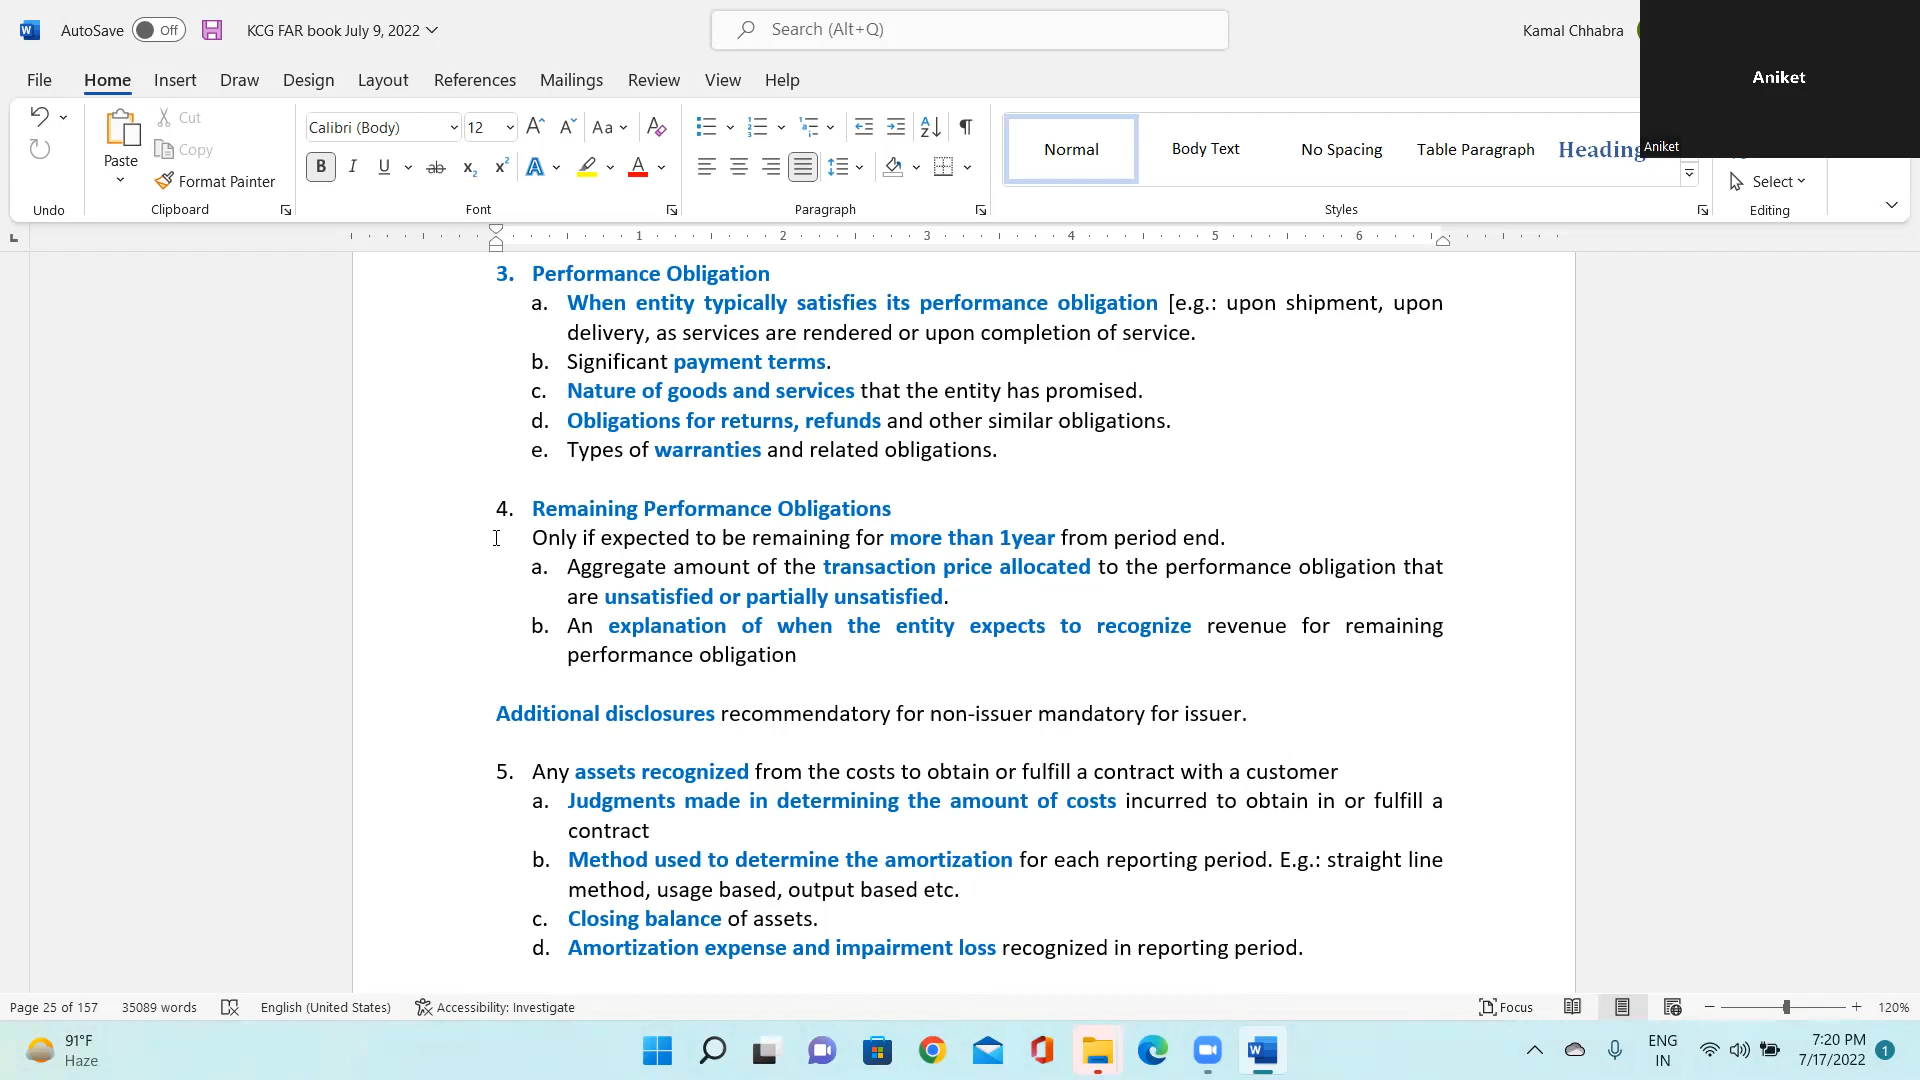 AutoSave Off KCG FAR book July 9, 2022 Search (Alt+Q) Kamal Chhabra
Aniket
File Home Insert Draw Design Layout References Mailings Review View Help
Paste Cut Copy Format Painter
Calibri (Body) 12 Aa
B I U ab x₂ x² A A
Normal Body Text No Spacing Table Paragraph Heading Aniket
Select
Undo Clipboard Font Paragraph Styles Editing
1 2 3 4 5 6
3. Performance Obligation
a. When entity typically satisfies its performance obligation [e.g.: upon shipment, upon
delivery, as services are rendered or upon completion of service.
b. Significant payment terms.
c. Nature of goods and services that the entity has promised.
d. Obligations for returns, refunds and other similar obligations.
e. Types of warranties and related obligations.
4. Remaining Performance Obligations
Only if expected to be remaining for more than 1year from period end.
a. Aggregate amount of the transaction price allocated to the performance obligation that
are unsatisfied or partially unsatisfied.
b. An explanation of when the entity expects to recognize revenue for remaining
performance obligation
Additional disclosures recommendatory for non-issuer mandatory for issuer.
5. Any assets recognized from the costs to obtain or fulfill a contract with a customer
a. Judgments made in determining the amount of costs incurred to obtain in or fulfill a
contract
b. Method used to determine the amortization for each reporting period. E.g.: straight line
method, usage based, output based etc.
c. Closing balance of assets.
d. Amortization expense and impairment loss recognized in reporting period.
Page 25 of 157 35089 words English (United States) Accessibility: Investigate Focus 120%
91°F
Haze
ENG
IN
7:20 PM
7/17/2022
1